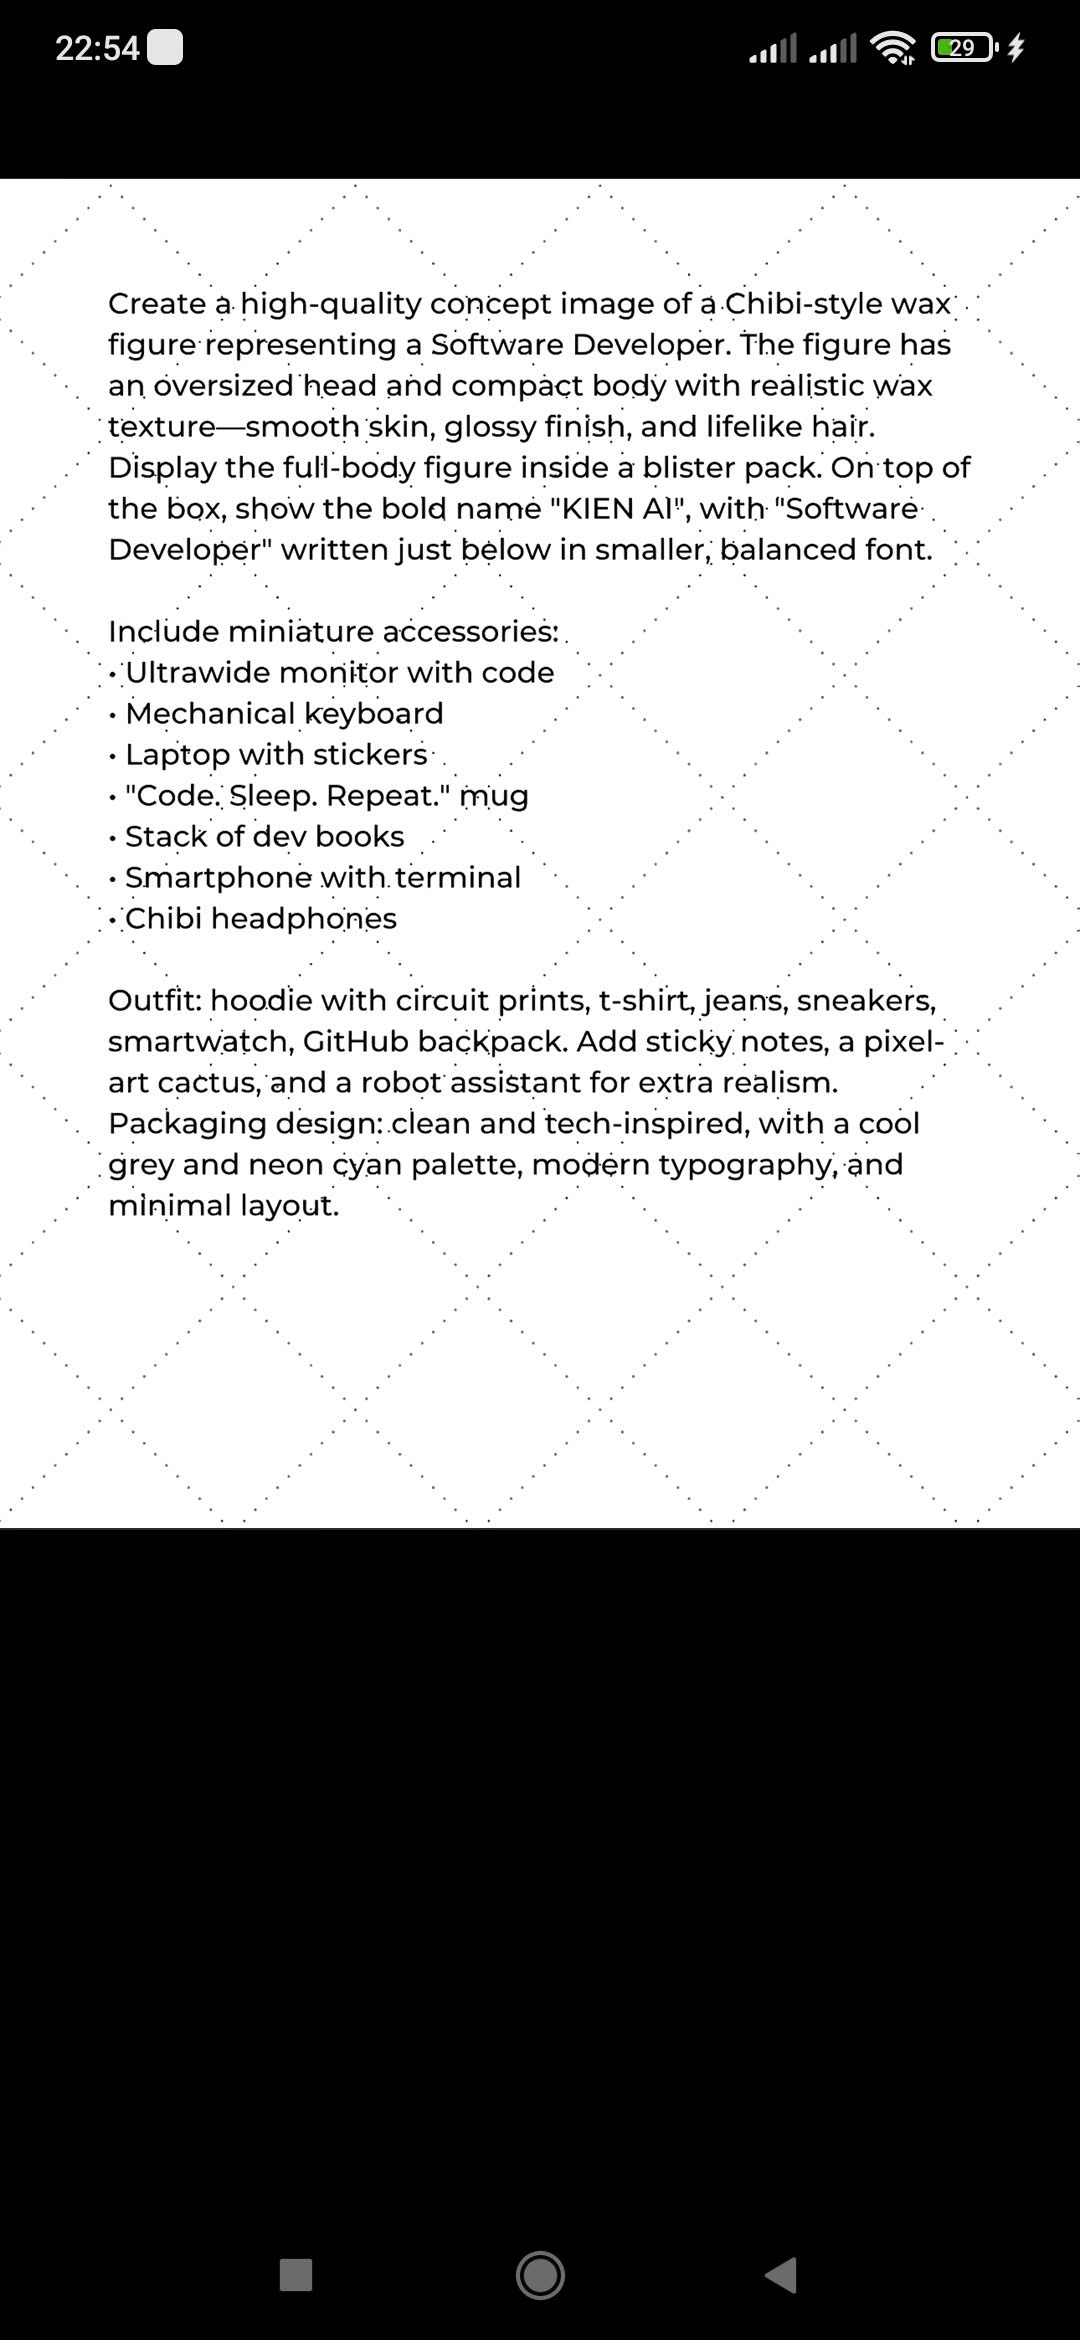 22:54
29
Create a high-quality concept image of a Chibi-style wax
figure representing a Software Developer. The figure has
an oversized head and compact body with realistic wax
texture—smooth skin, glossy finish, and lifelike hair.
Display the full-body figure inside a blister pack. On top of
the box, show the bold name "KIEN AI", with "Software
Developer" written just below in smaller, balanced font.
Include miniature accessories:
• Ultrawide monitor with code
• Mechanical keyboard
• Laptop with stickers
• "Code. Sleep. Repeat." mug
• Stack of dev books
• Smartphone with terminal
• Chibi headphones
Outfit: hoodie with circuit prints, t-shirt, jeans, sneakers,
smartwatch, GitHub backpack. Add sticky notes, a pixel-
art cactus, and a robot assistant for extra realism.
Packaging design: clean and tech-inspired, with a cool
grey and neon cyan palette, modern typography, and
minimal layout.